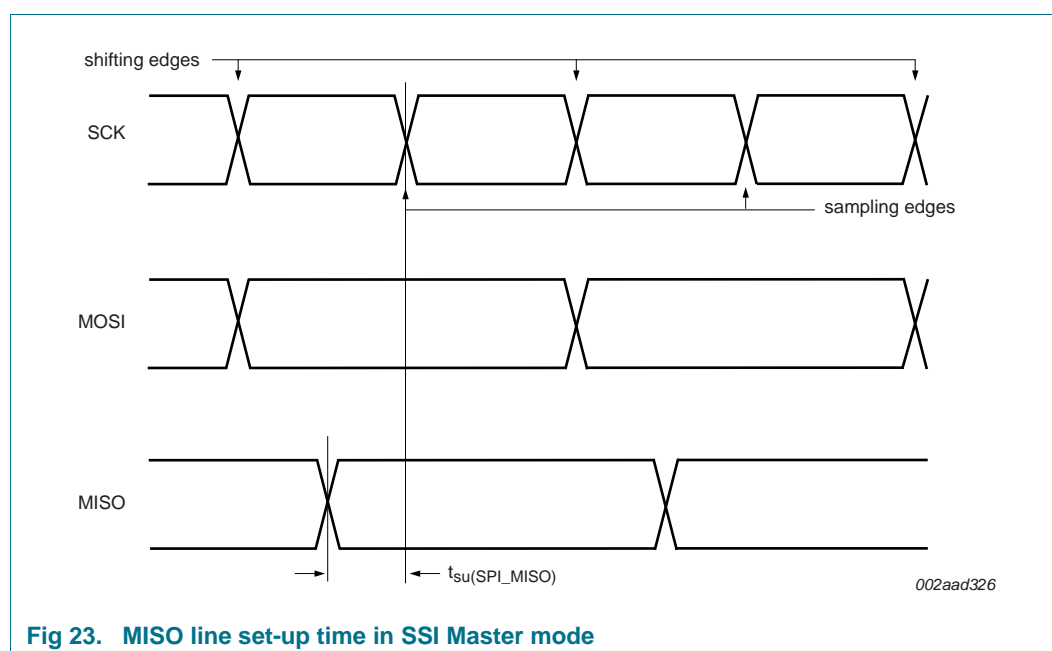 shifting edges
SCK
sampling edges
MOSI
MISO
tsu(SPI_MISO)
002aad326
Fig 23. MISO line set-up time in SSI Master mode